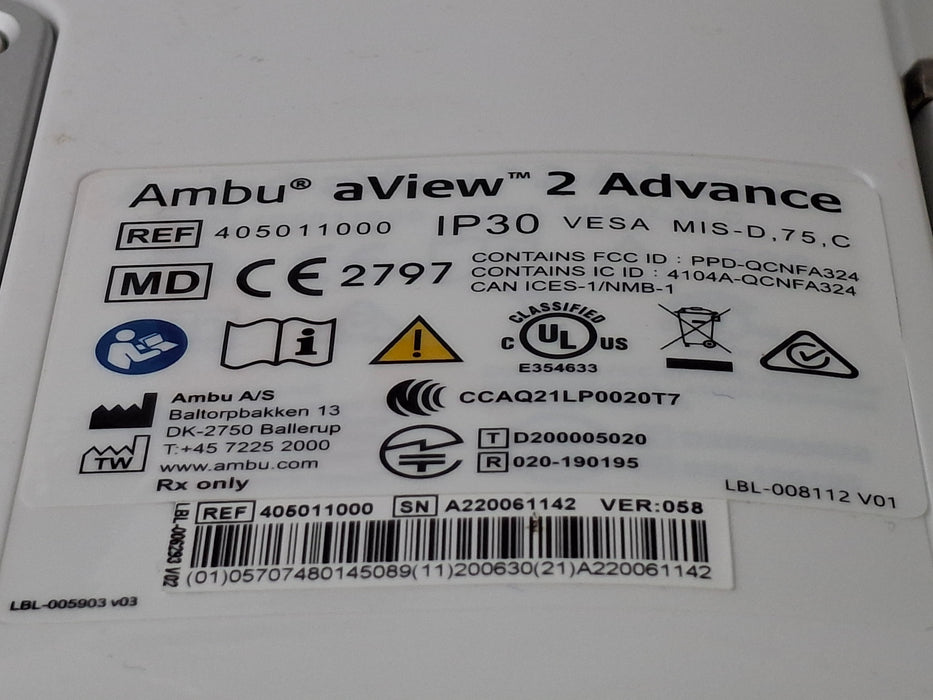 Ambu® aView™ 2 Advance
REF 405011000 IP30 VESA MIS-D,75,C
MD CE 2797
CONTAINS FCC ID : PPD-QCNFA324
CONTAINS IC ID : 4104A-QCNFA324
CAN ICES-1/NMB-1
i
!
CLASSIFIED
C UL US
E354633
Ambu A/S
Baltorpbakken 13
DK-2750 Ballerup
T:+45 7225 2000
TW
www.ambu.com
Rx only
CCAQ21LP0020T7
T D200005020
R 020-190195
LBL-008112 V01
LBL-006293 V02
REF 405011000 SN A220061142 VER:058
(01)05707480145089(11)200630(21)A220061142
LBL-005903 v03